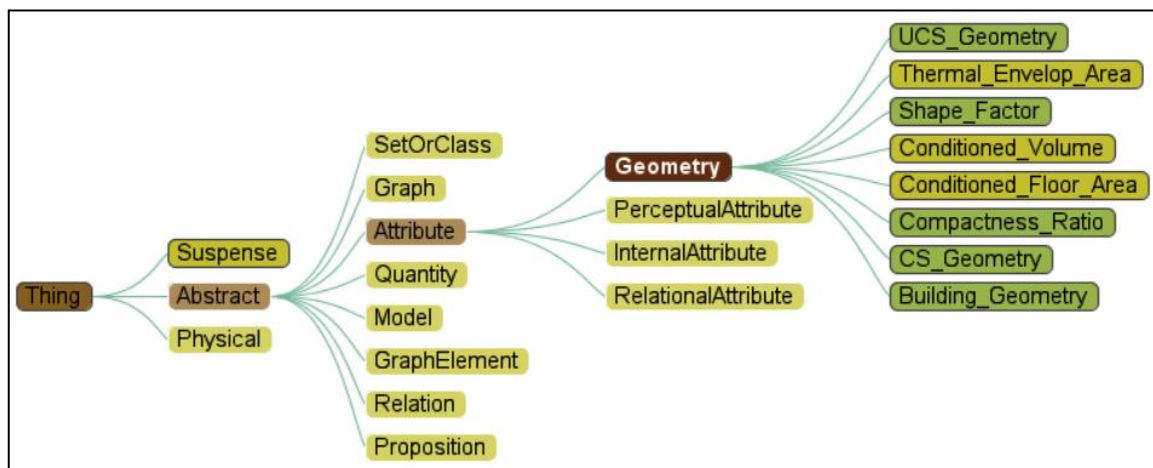 Thing
Suspense
Abstract
Physical
SetOrClass
Graph
Attribute
Quantity
Model
GraphElement
Relation
Proposition
Geometry
PerceptualAttribute
InternalAttribute
RelationalAttribute
UCS_Geometry
Thermal_Envelop_Area
Shape_Factor
Conditioned_Volume
Conditioned_Floor_Area
Compactness_Ratio
CS_Geometry
Building_Geometry